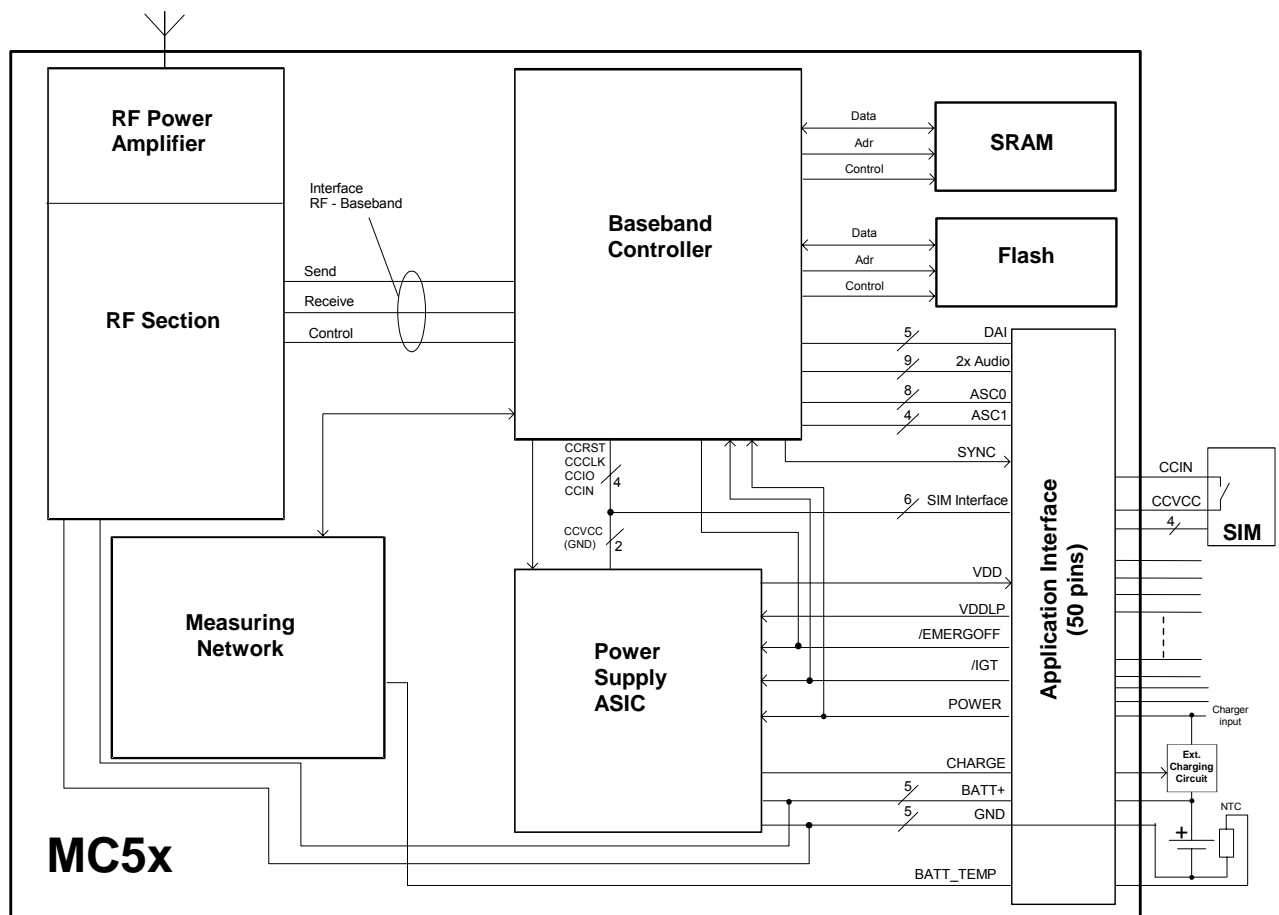 RF Power
Amplifier
RF Section
Interface
RF - Baseband
Send
Receive
Control
Baseband
Controller
Data
Adr
Control
SRAM
Data
Adr
Control
Flash
5
DAI
9
2x Audio
8
ASC0
4
ASC1
SYNC
CCRST
CCCLK
CCIO
CCIN
4
6
SIM Interface
CCVCC
(GND)
2
Measuring
Network
Power
Supply
ASIC
VDD
VDDLP
/EMERGOFF
/IGT
POWER
CHARGE
5
BATT+
5
GND
BATT_TEMP
Application Interface
(50 pins)
CCIN
CCVCC
4
SIM
Charger
input
Ext.
Charging
Circuit
NTC
+
MC5x